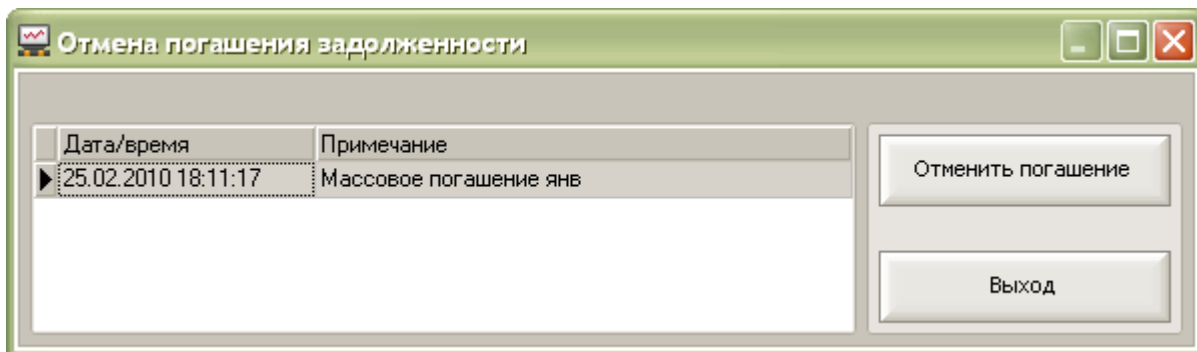 Отмена погашения задолженности
Дата/время Примечание
25.02.2010 18:11:17 Массовое погашение янв
Отменить погашение
Выход